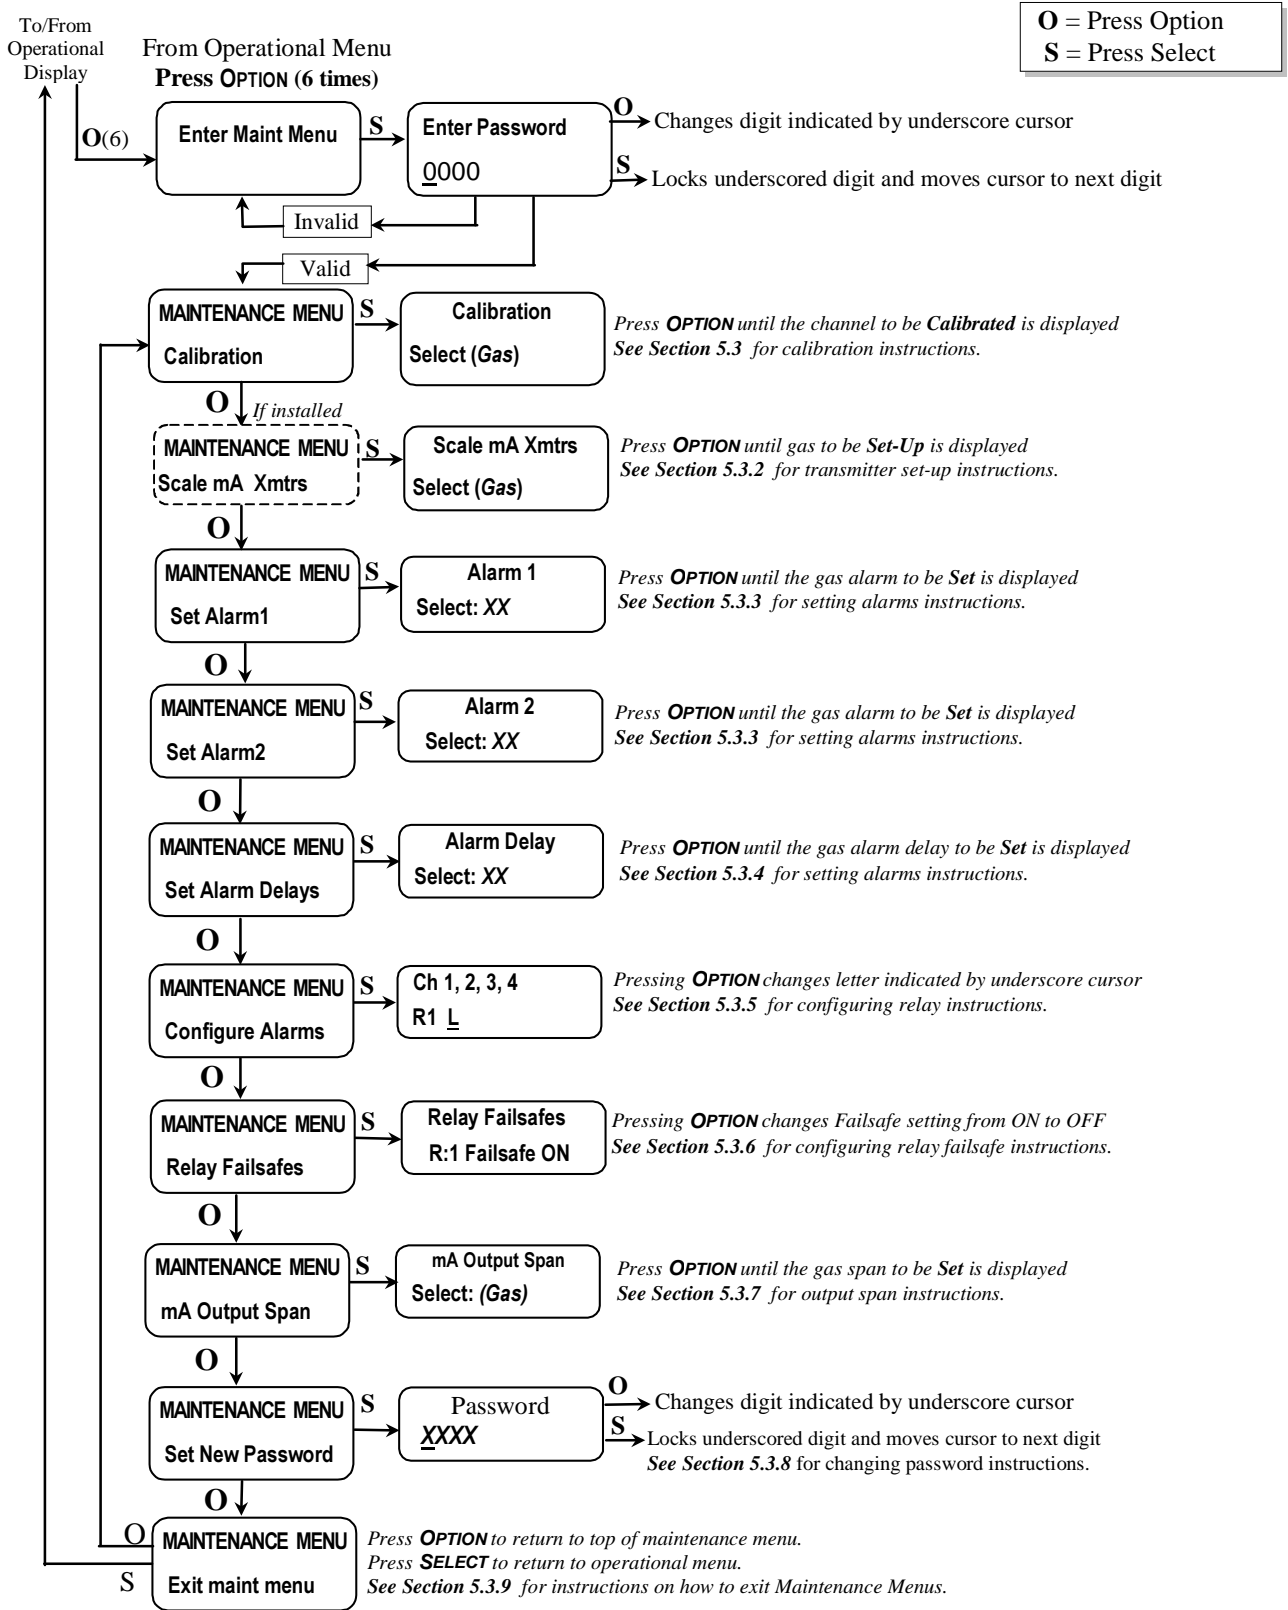 To/From
Operational
Display
From Operational Menu
Press OPTION (6 times)
O = Press Option
S = Press Select
O(6)
Enter Maint Menu
S
Enter Password
0000
O
Changes digit indicated by underscore cursor
S
Locks underscored digit and moves cursor to next digit
Invalid
Valid
MAINTENANCE MENU
Calibration
S
Calibration
Select (Gas)
Press OPTION until the channel to be Calibrated is displayed
See Section 5.3 for calibration instructions.
O
If installed
MAINTENANCE MENU
Scale mA Xmtrs
S
Scale mA Xmtrs
Select (Gas)
Press OPTION until gas to be Set-Up is displayed
See Section 5.3.2 for transmitter set-up instructions.
O
MAINTENANCE MENU
Set Alarm1
S
Alarm 1
Select: XX
Press OPTION until the gas alarm to be Set is displayed
See Section 5.3.3 for setting alarms instructions.
O
MAINTENANCE MENU
Set Alarm2
S
Alarm 2
Select: XX
Press OPTION until the gas alarm to be Set is displayed
See Section 5.3.3 for setting alarms instructions.
O
MAINTENANCE MENU
Set Alarm Delays
S
Alarm Delay
Select: XX
Press OPTION until the gas alarm delay to be Set is displayed
See Section 5.3.4 for setting alarms instructions.
O
MAINTENANCE MENU
Configure Alarms
S
Ch 1, 2, 3, 4
R1 L
Pressing OPTION changes letter indicated by underscore cursor
See Section 5.3.5 for configuring relay instructions.
O
MAINTENANCE MENU
Relay Failsafes
S
Relay Failsafes
R:1 Failsafe ON
Pressing OPTION changes Failsafe setting from ON to OFF
See Section 5.3.6 for configuring relay failsafe instructions.
O
MAINTENANCE MENU
mA Output Span
S
mA Output Span
Select: (Gas)
Press OPTION until the gas span to be Set is displayed
See Section 5.3.7 for output span instructions.
O
MAINTENANCE MENU
Set New Password
S
Password
XXXX
O
Changes digit indicated by underscore cursor
S
Locks underscored digit and moves cursor to next digit
See Section 5.3.8 for changing password instructions.
O
O
S
MAINTENANCE MENU
Exit maint menu
Press OPTION to return to top of maintenance menu.
Press SELECT to return to operational menu.
See Section 5.3.9 for instructions on how to exit Maintenance Menus.